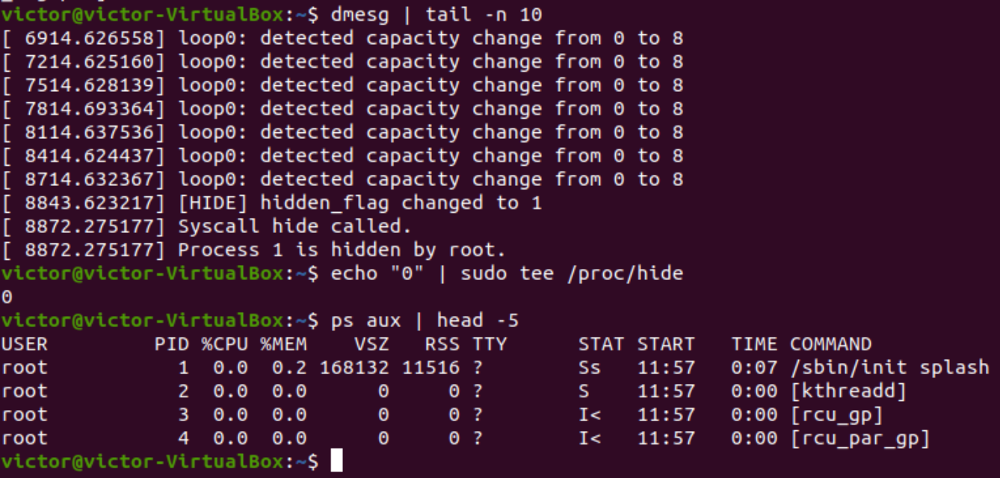 victor@victor-VirtualBox:~$ dmesg | tail -n 10
[ 6914.626558] loop0: detected capacity change from 0 to 8
[ 7214.625160] loop0: detected capacity change from 0 to 8
[ 7514.628139] loop0: detected capacity change from 0 to 8
[ 7814.693364] loop0: detected capacity change from 0 to 8
[ 8114.637536] loop0: detected capacity change from 0 to 8
[ 8414.624437] loop0: detected capacity change from 0 to 8
[ 8714.632367] loop0: detected capacity change from 0 to 8
[ 8843.623217] [HIDE] hidden_flag changed to 1
[ 8872.275177] Syscall hide called.
[ 8872.275177] Process 1 is hidden by root.
victor@victor-VirtualBox:~$ echo "0" | sudo tee /proc/hide
0
victor@victor-VirtualBox:~$ ps aux | head -5
USER         PID %CPU %MEM    VSZ   RSS TTY      STAT START   TIME COMMAND
root           1  0.0  0.2 168132 11516 ?        Ss   11:57   0:07 /sbin/init splash
root           2  0.0  0.0      0     0 ?        S    11:57   0:00 [kthreadd]
root           3  0.0  0.0      0     0 ?        I<   11:57   0:00 [rcu_gp]
root           4  0.0  0.0      0     0 ?        I<   11:57   0:00 [rcu_par_gp]
victor@victor-VirtualBox:~$